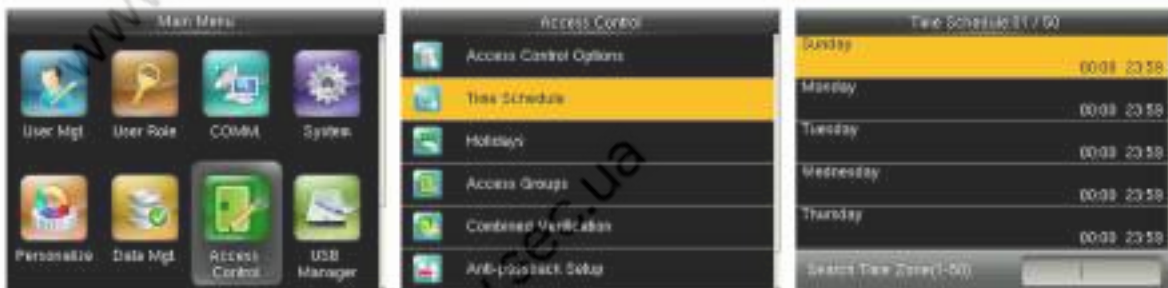 Main Menu
User Mgt.
User Role
COMM.
System
Personalize
Data Mgt.
Access Control
USB Manager
Access Control
Access Control Options
Time Schedule
Holidays
Access Groups
Combined Verification
Anti-passback Setup
Time Schedule 01 / 50
Sunday
00:00 23:59
Monday
00:00 23:59
Tuesday
00:00 23:59
Wednesday
00:00 23:59
Thursday
00:00 23:59
Search Time Zone(1-50)
www
sec.ua